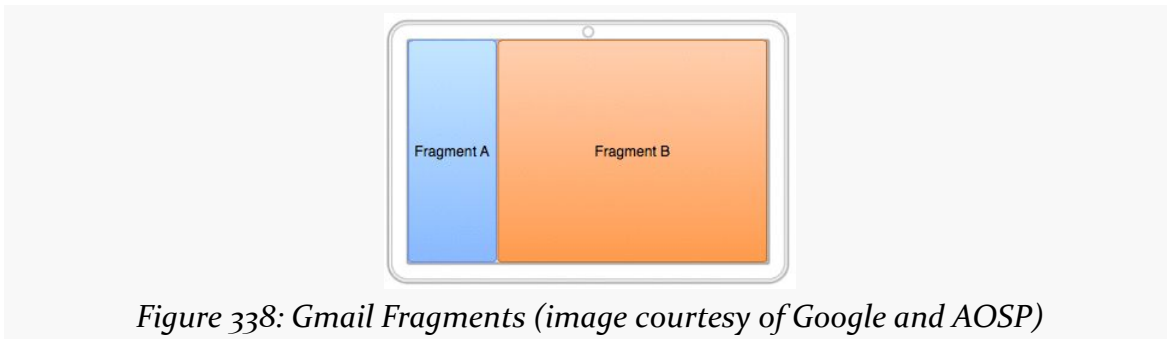 Fragment A
Fragment B
Figure 338: Gmail Fragments (image courtesy of Google and AOSP)